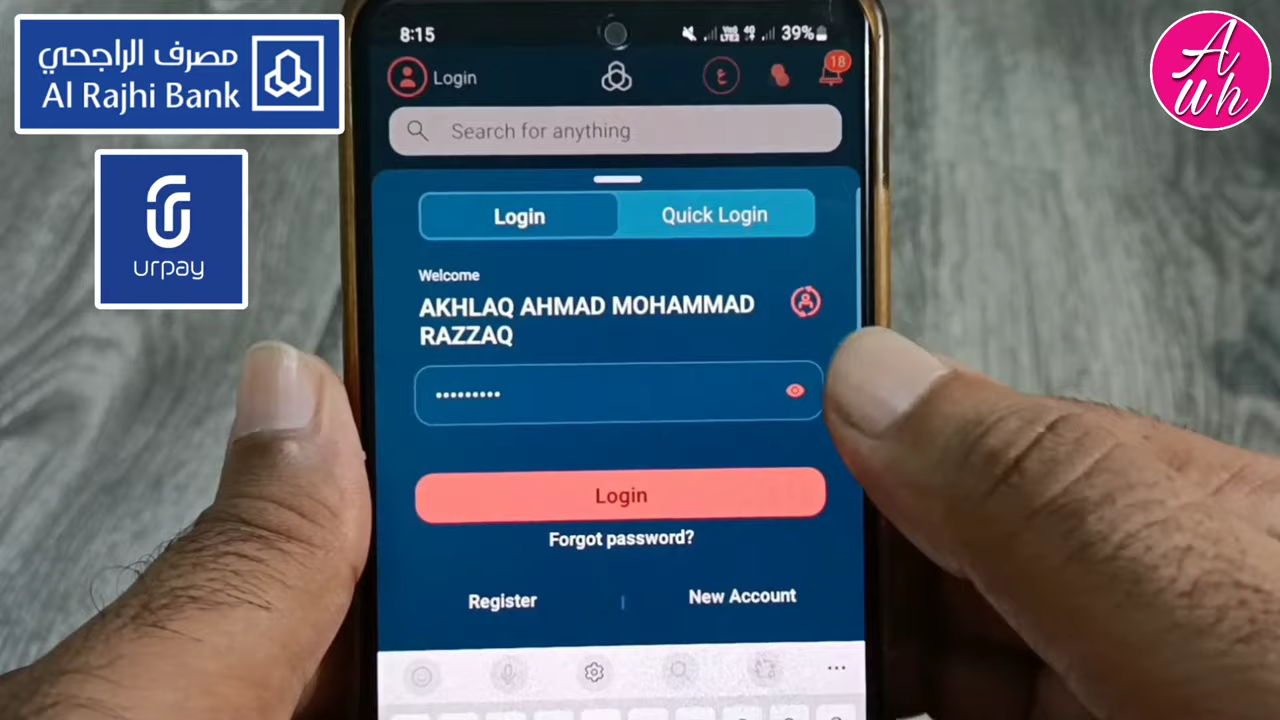 مصرف الراجحي
Al Rajhi Bank
urpay
AUh
8:15
39%
Login
ع
18
Search for anything
Login
Quick Login
Welcome
AKHLAQ AHMAD MOHAMMAD
RAZZAQ
•••••••••
Login
Forgot password?
Register
|
New Account